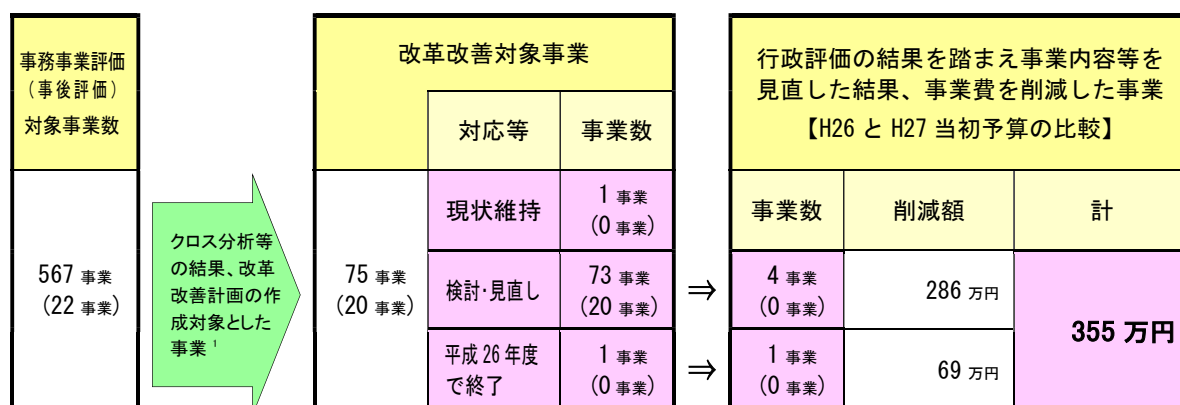 事務事業評価
（事後評価）
対象事業数
567 事業
(22 事業)
クロス分析等
の結果、改革
改善計画の作
成対象とした
事業 1
改革改善対象事業
対応等 事業数
75 事業
(20 事業)
現状維持 1 事業
(0 事業)
検討・見直し 73 事業
(20 事業)
平成 26 年度
で終了
1 事業
(0 事業)
⇒
⇒
行政評価の結果を踏まえ事業内容等を
見直した結果、事業費を削減した事業
【H26 と H27 当初予算の比較】
事業数 削減額 計
4 事業
(0 事業)
286 万円
1 事業
(0 事業)
69 万円
355 万円